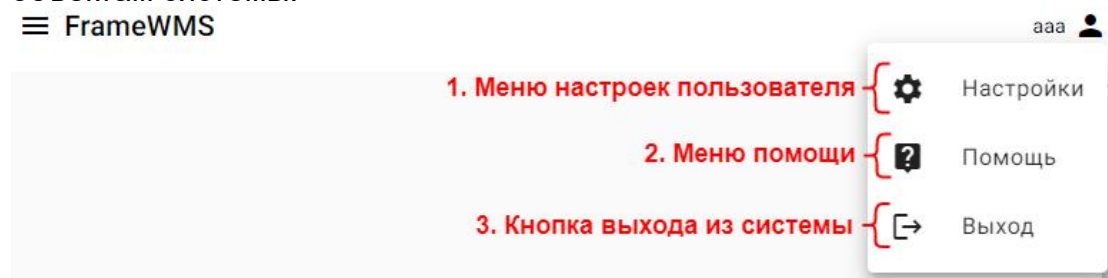 FrameWMS
aaa
1. Меню настроек пользователя
Настройки
2. Меню помощи
Помощь
3. Кнопка выхода из системы
Выход